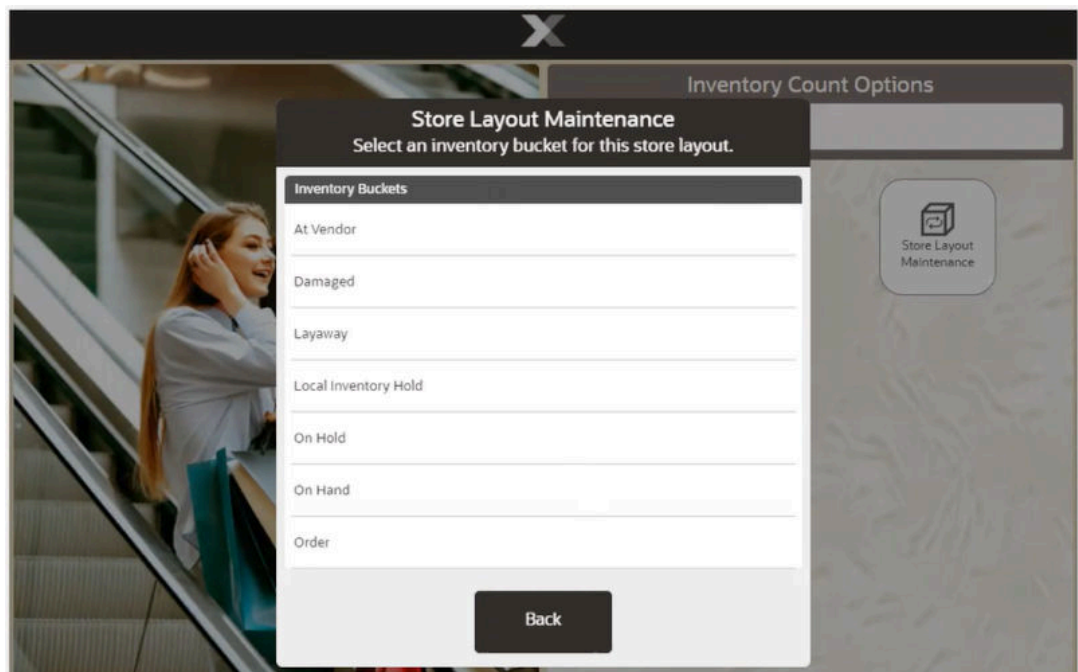 Inventory Count Options
Store Layout Maintenance
Select an inventory bucket for this store layout.
Inventory Buckets
At Vendor
Damaged
Layaway
Local Inventory Hold
On Hold
On Hand
Order
Back
Store Layout
Maintenance